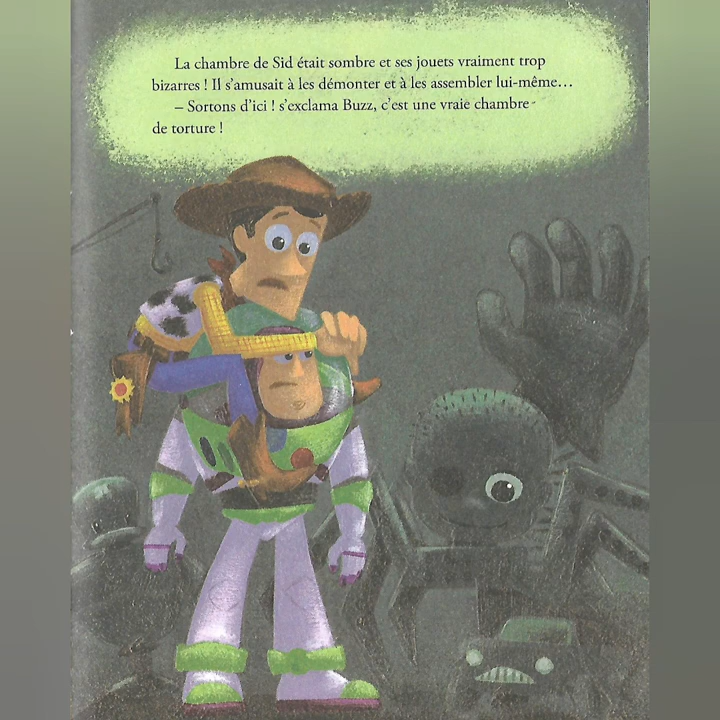 La chambre de Sid était sombre et ses jouets vraiment trop
bizarres ! Il s'amusait à les démonter et à les assembler lui-même…
– Sortons d'ici ! s'exclama Buzz, c'est une vraie chambre
de torture !